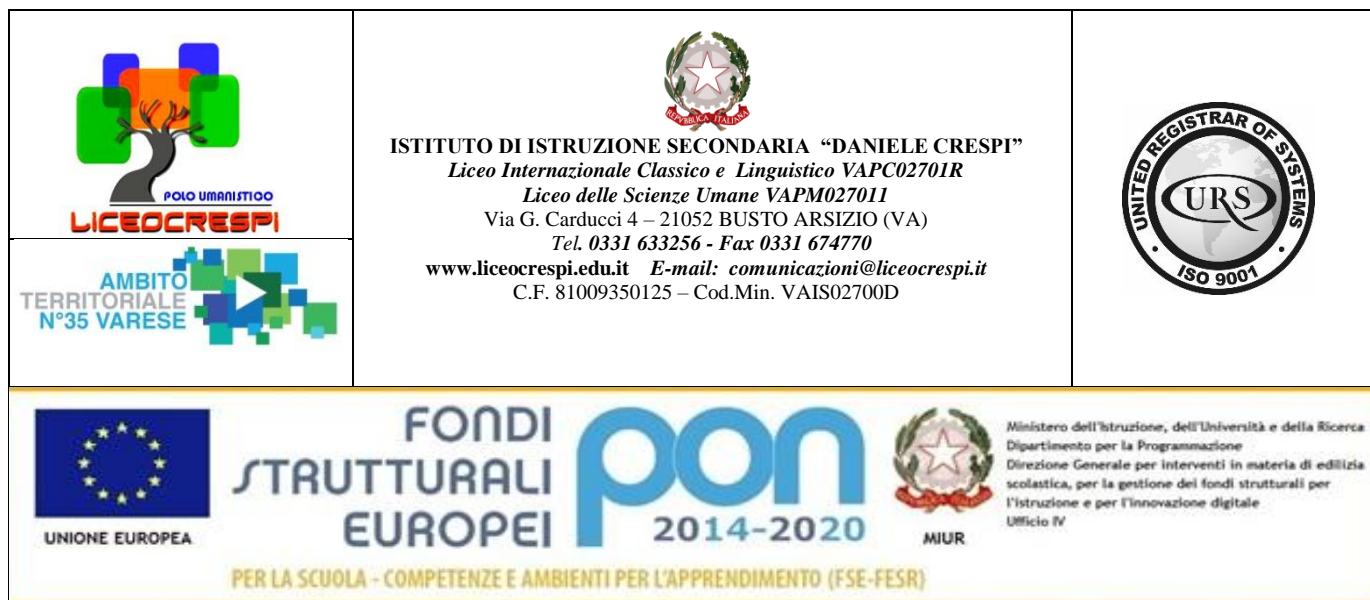 POLO UMANISTICO
LICEOCRESPI
AMBITO
TERRITORIALE
N°35 VARESE
REPVBBLICA ITALIANA
ISTITUTO DI ISTRUZIONE SECONDARIA “DANIELE CRESPI”
Liceo Internazionale Classico e Linguistico VAPC02701R
Liceo delle Scienze Umane VAPM027011
Via G. Carducci 4 – 21052 BUSTO ARSIZIO (VA)
Tel. 0331 633256 - Fax 0331 674770
www.liceocrespi.edu.it E-mail: comunicazioni@liceocrespi.it
C.F. 81009350125 – Cod.Min. VAIS02700D
UNITED REGISTRAR OF SYSTEMS
URS
ISO 9001
UNIONE EUROPEA
FONDI
STRUTTURALI
EUROPEI
pon
2014-2020
MIUR
Ministero dell'Istruzione, dell'Università e della Ricerca
Dipartimento per la Programmazione
Direzione Generale per interventi in materia di edilizia
scolastica, per la gestione dei fondi strutturali per
l'istruzione e per l'innovazione digitale
Ufficio IV
PER LA SCUOLA - COMPETENZE E AMBIENTI PER L'APPRENDIMENTO (FSE-FESR)